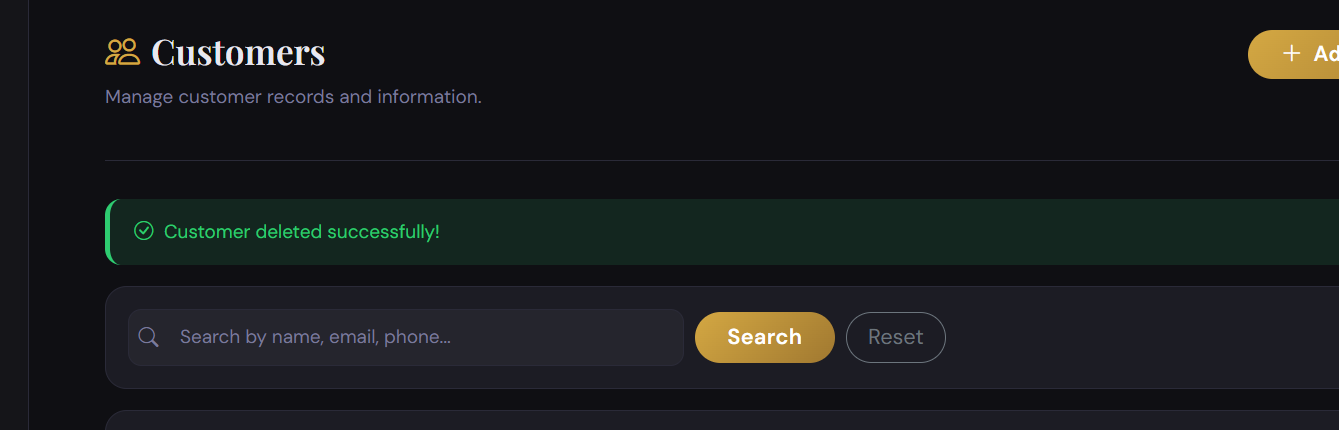 Customers
Manage customer records and information.
Customer deleted successfully!
Search by name, email, phone...
Search
Reset